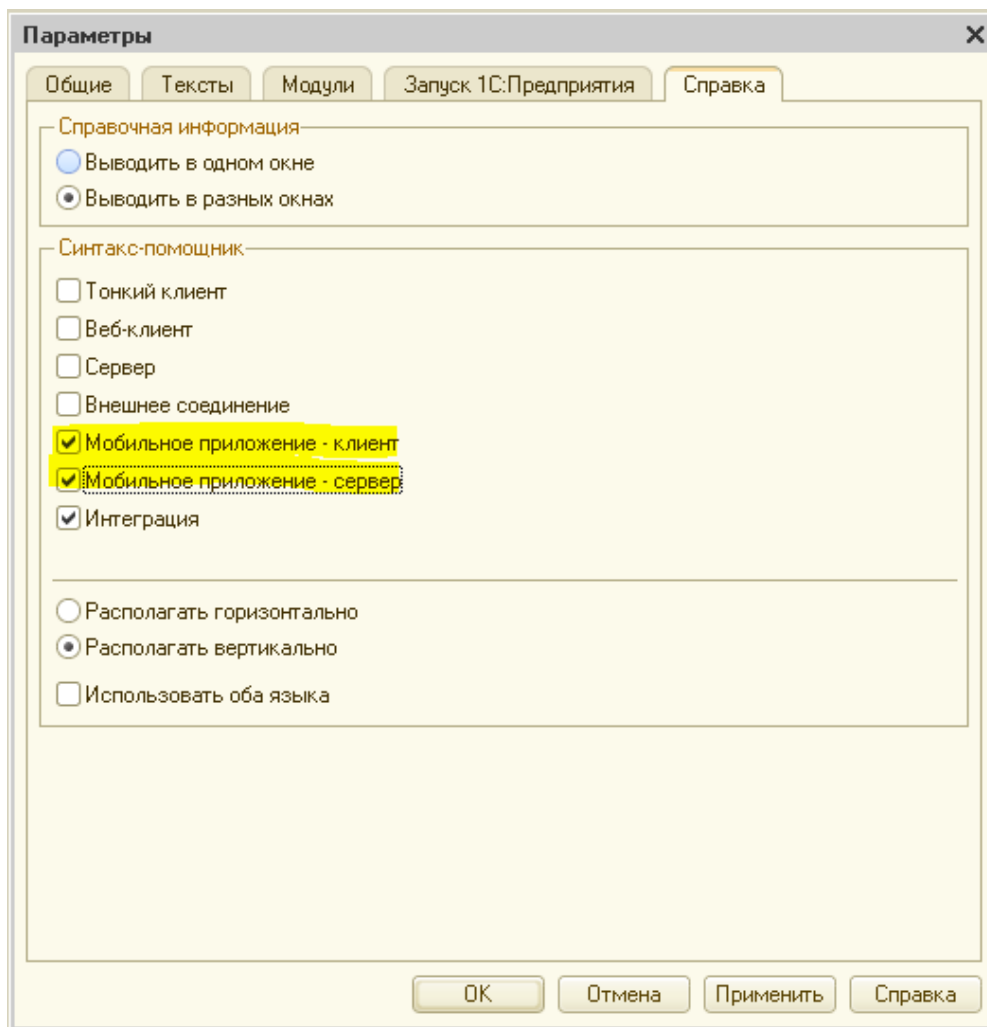 Параметры
Общие Тексты Модули Запуск 1С:Предприятия Справка
Справочная информация
Выводить в одном окне
Выводить в разных окнах
Синтакс-помощник
Тонкий клиент
Веб-клиент
Сервер
Внешнее соединение
Мобильное приложение - клиент
Мобильное приложение - сервер
Интеграция
Располагать горизонтально
Располагать вертикально
Использовать оба языка
OK Отмена Применить Справка